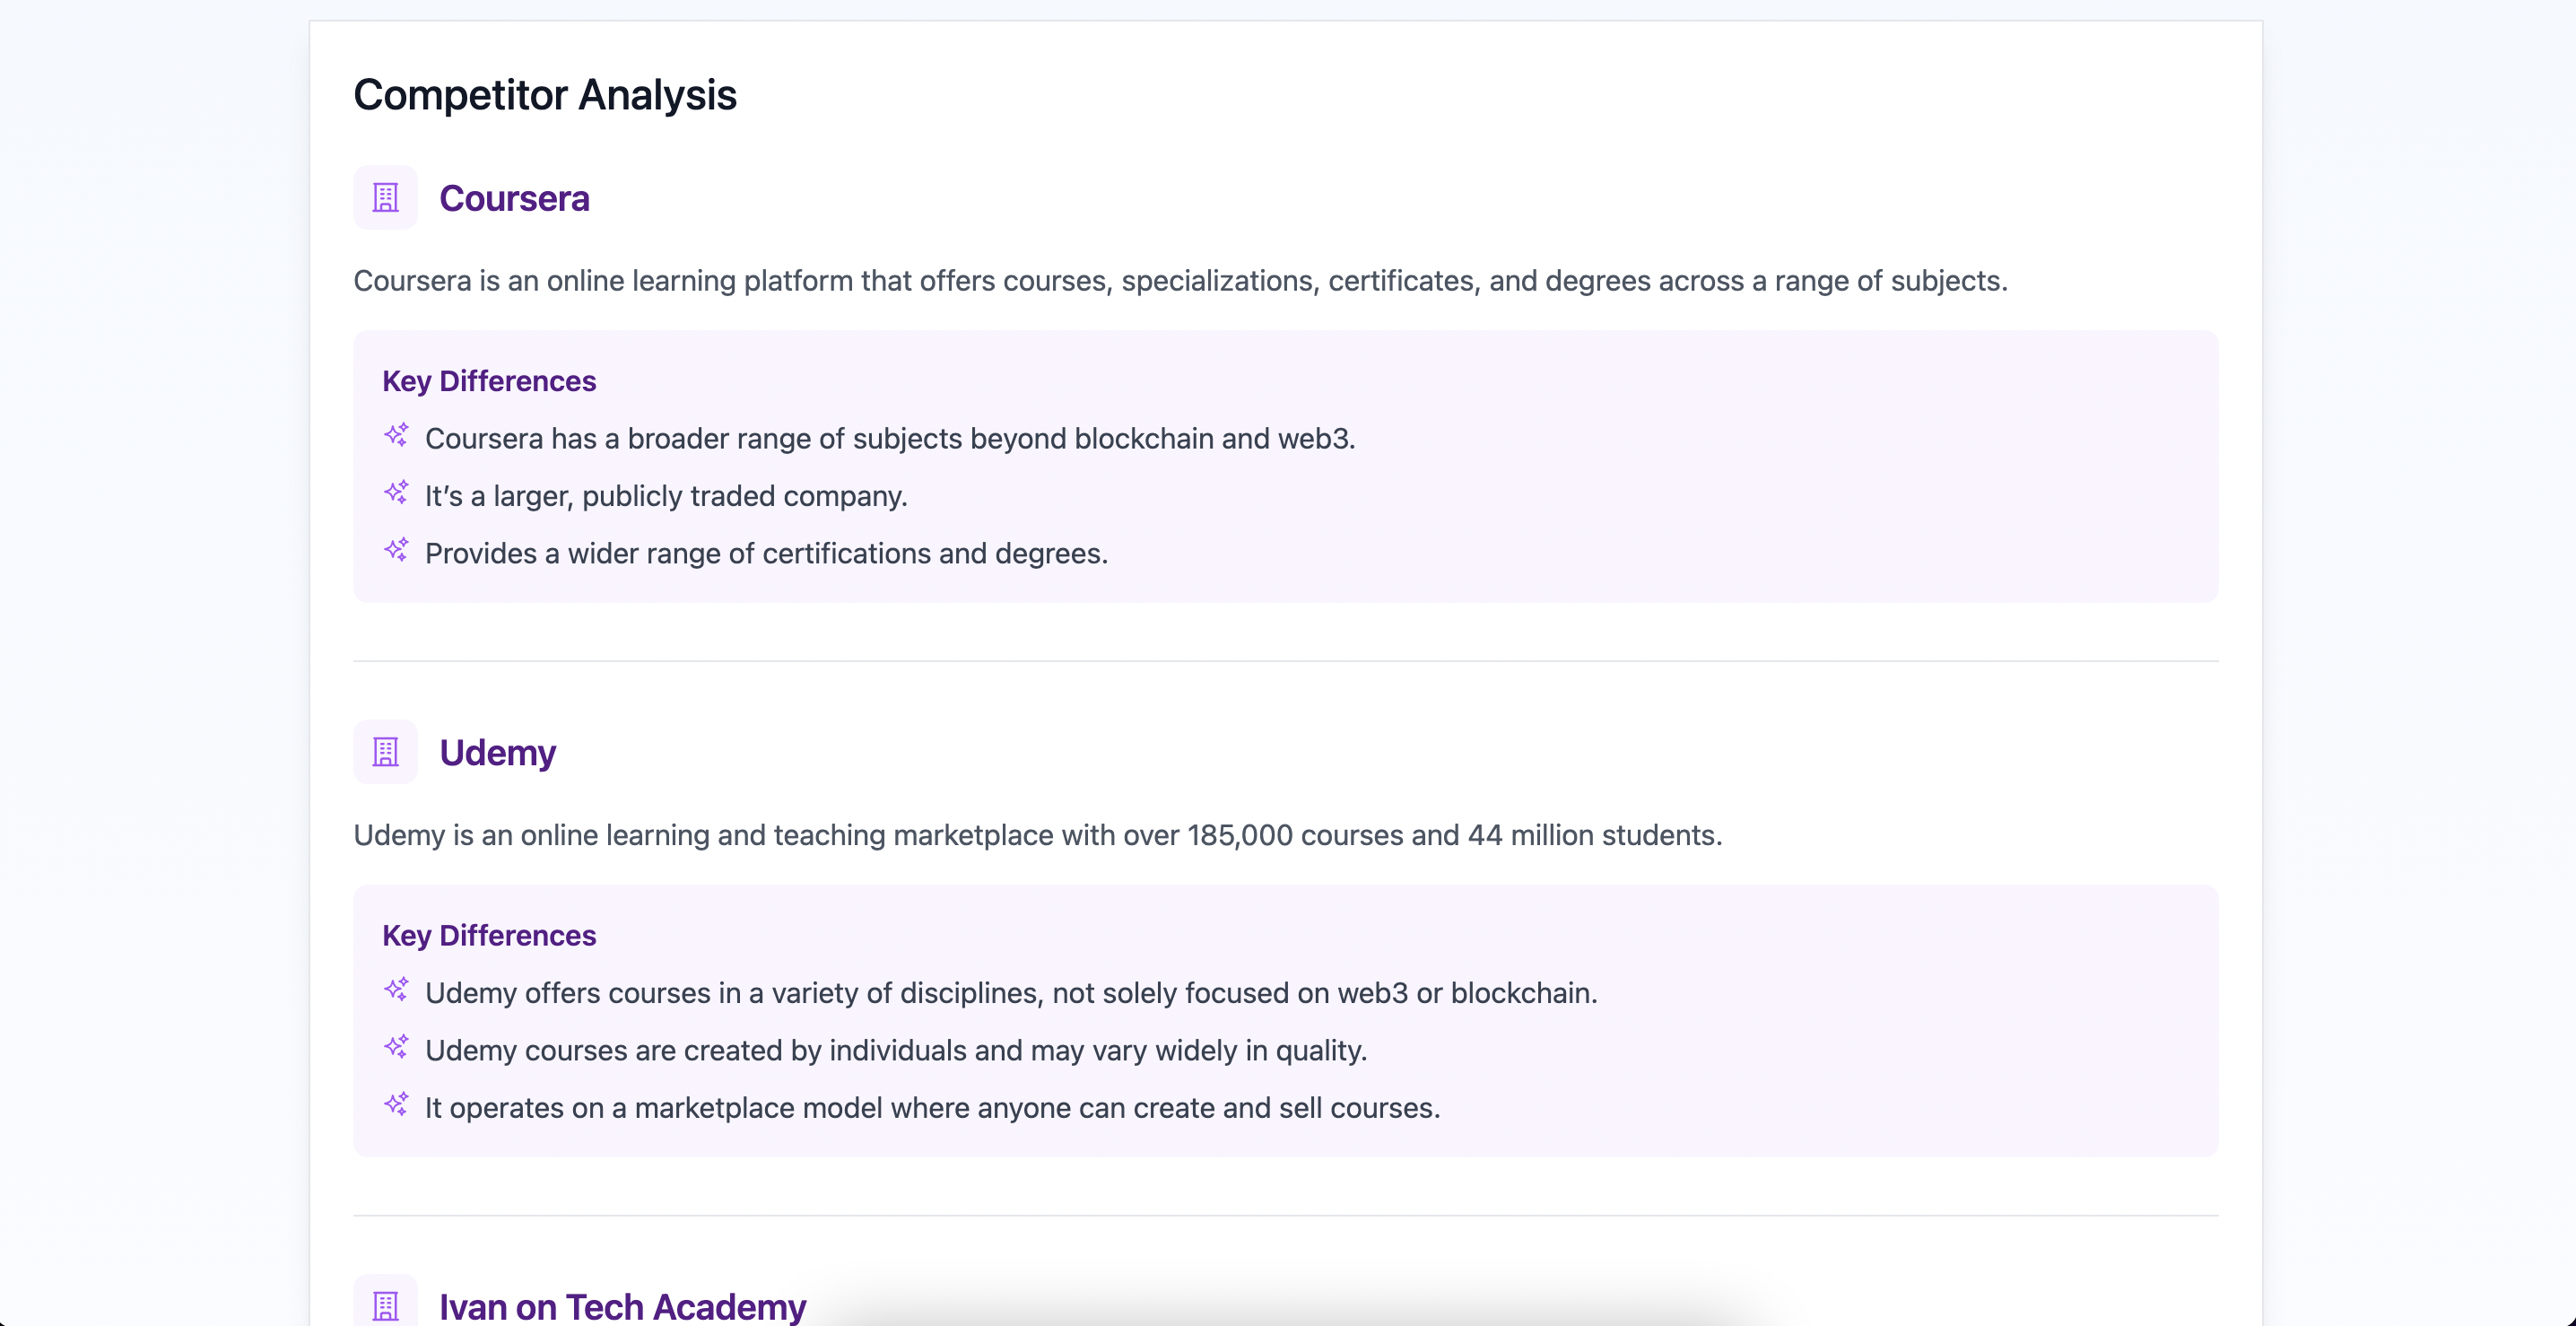 Competitor Analysis
Coursera
Coursera is an online learning platform that offers courses, specializations, certificates, and degrees across a range of subjects.
Key Differences
Coursera has a broader range of subjects beyond blockchain and web3.
It’s a larger, publicly traded company.
Provides a wider range of certifications and degrees.
Udemy
Udemy is an online learning and teaching marketplace with over 185,000 courses and 44 million students.
Key Differences
Udemy offers courses in a variety of disciplines, not solely focused on web3 or blockchain.
Udemy courses are created by individuals and may vary widely in quality.
It operates on a marketplace model where anyone can create and sell courses.
Ivan on Tech Academy